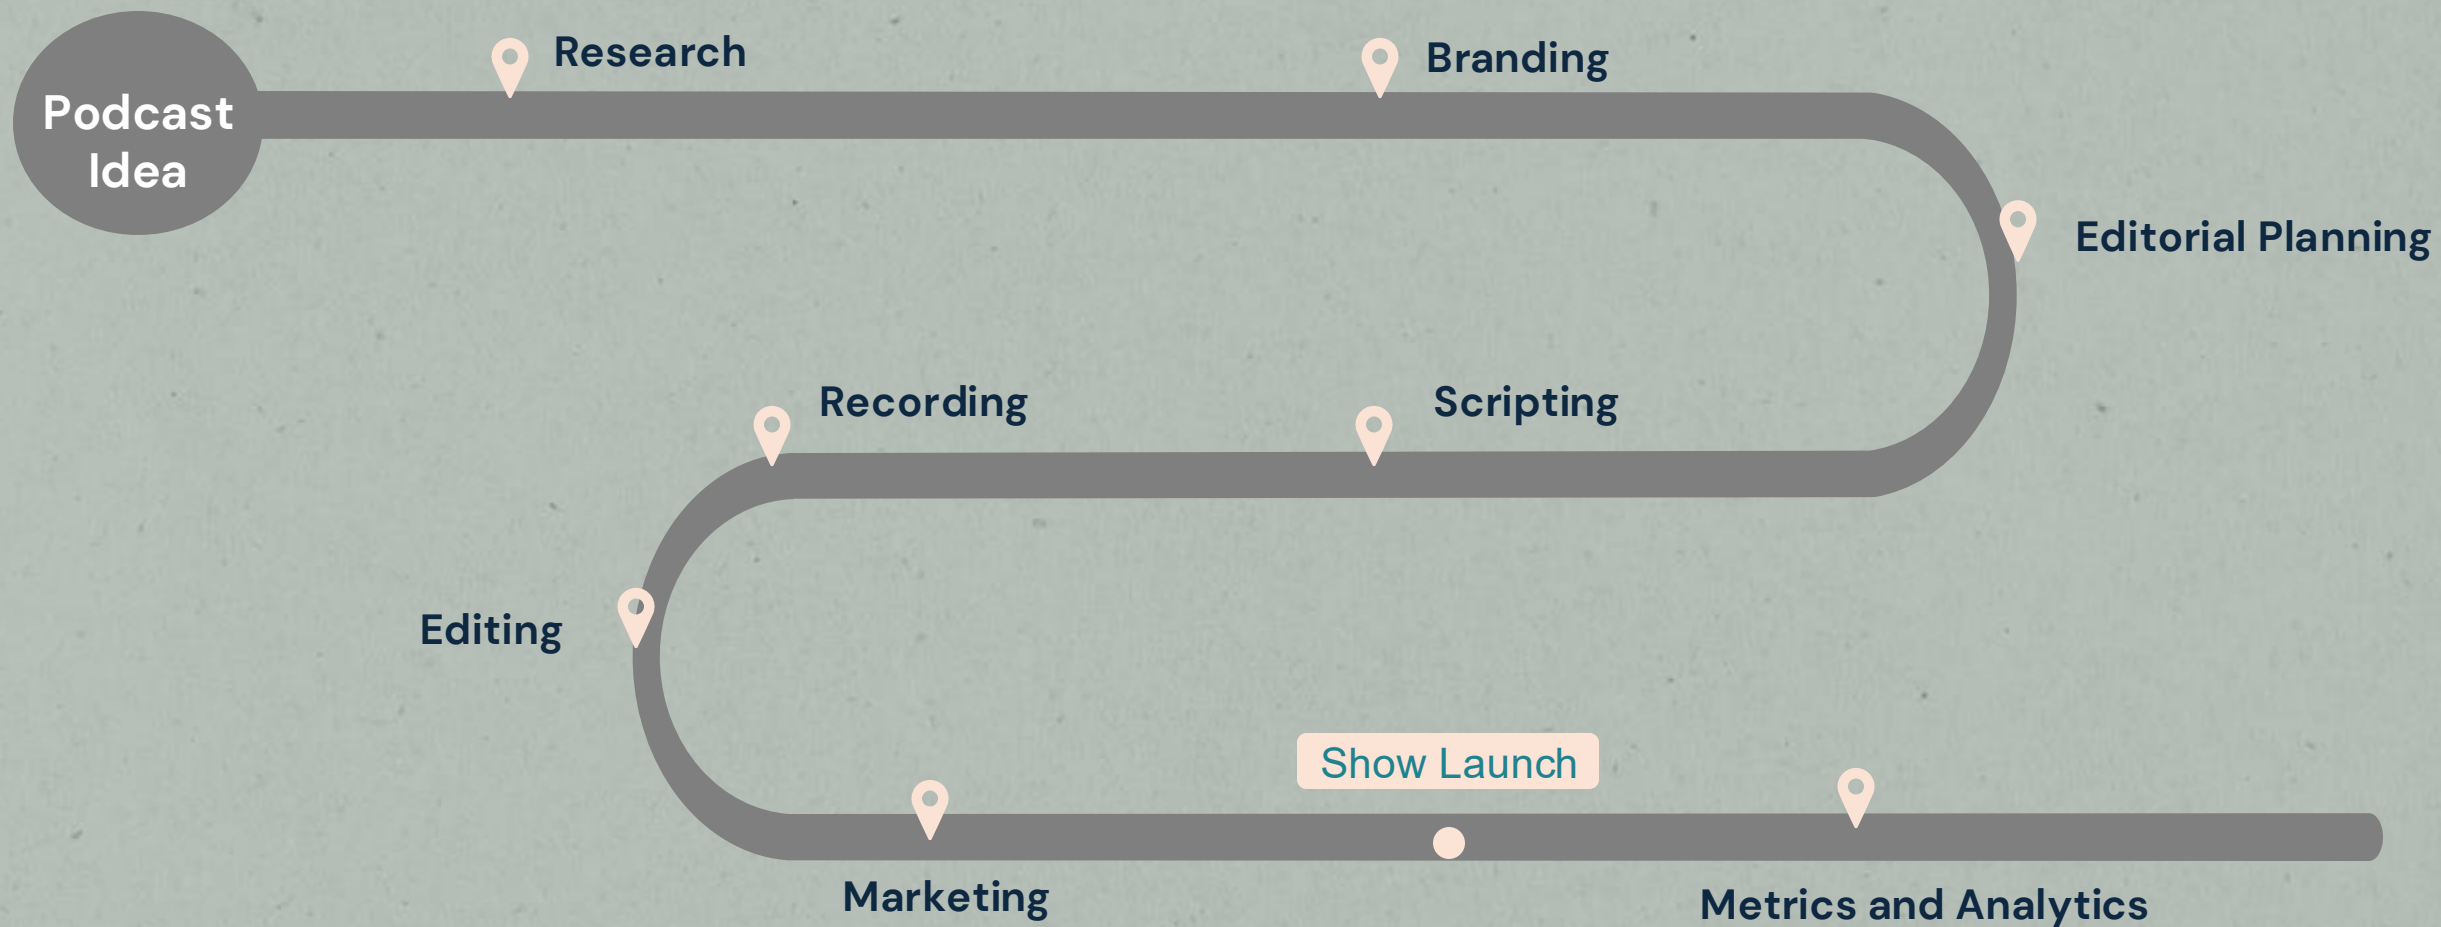 Podcast
Idea
Research
Branding
Editorial Planning
Scripting
Recording
Editing
Marketing
Show Launch
Metrics and Analytics